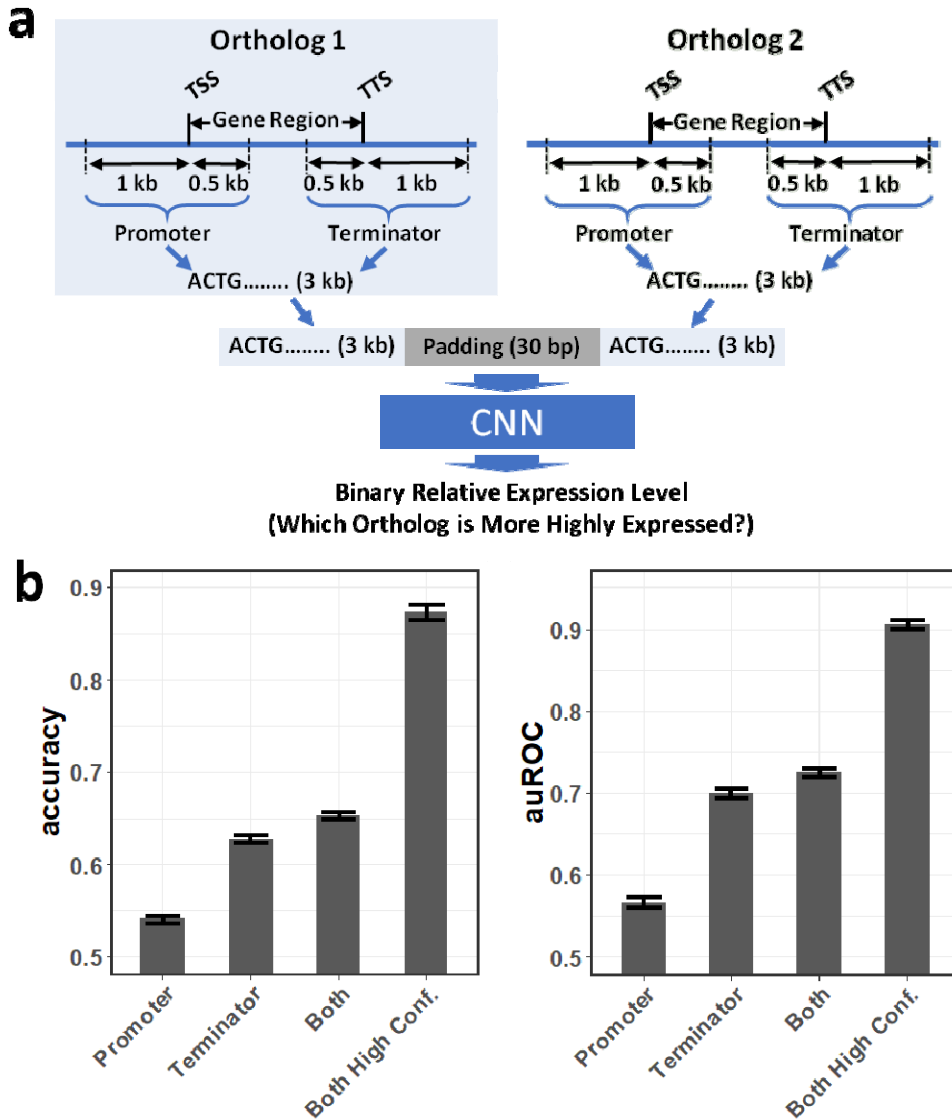 a
Ortholog 1
Ortholog 2
TSS
TTS
TSS
TTS
Gene Region
Gene Region
1 kb
0.5 kb
0.5 kb
1 kb
1 kb
0.5 kb
0.5 kb
1 kb
Promoter
Terminator
Promoter
Terminator
ACTG........ (3 kb)
ACTG........ (3 kb)
ACTG........ (3 kb)
Padding (30 bp)
ACTG........ (3 kb)
CNN
Binary Relative Expression Level
(Which Ortholog is More Highly Expressed?)
b
accuracy
0.9
0.8
0.7
0.6
0.5
Promoter
Terminator
Both
Both High Conf.
auROC
0.9
0.8
0.7
0.6
0.5
Promoter
Terminator
Both
Both High Conf.